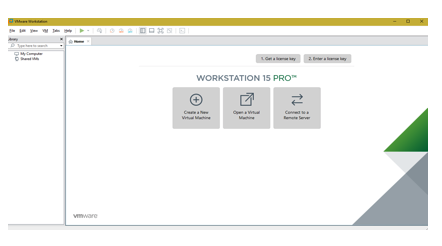 VMware Workstation
File Edit View VM Tabs Help
Library
Home
Type here to search
My Computer
Shared VMs
1. Get a license key
2. Enter a license key
WORKSTATION 15 PRO™
Create a New
Virtual Machine
Open a Virtual
Machine
Connect to a
Remote Server
vmware